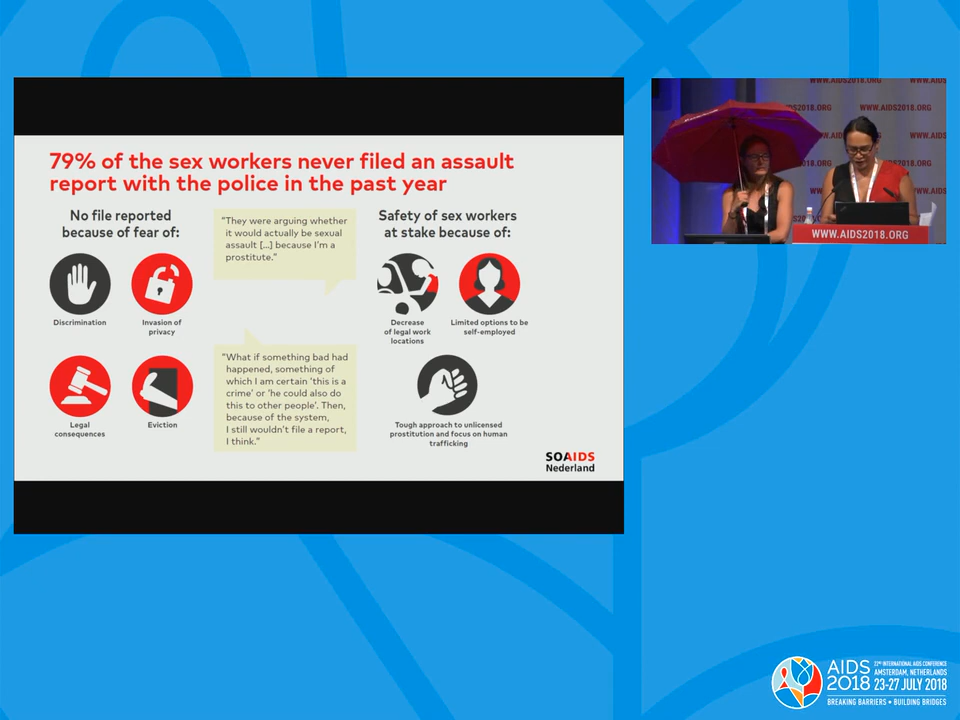 79% of the sex workers never filed an assault
report with the police in the past year
No file reported
because of fear of:
Discrimination
Invasion of
privacy
Legal
consequences
Eviction
"They were arguing whether
it would actually be sexual
assault [...] because I'm a
prostitute."
"What if something bad had
happened, something of
which I am certain 'this is a
crime' or 'he could also do
this to other people'. Then,
because of the system,
I still wouldn't file a report,
I think."
Safety of sex workers
at stake because of:
Decrease
of legal work
locations
Limited options to be
self-employed
Tough approach to unlicensed
prostitution and focus on human
trafficking
SOAIDS
Nederland
WWW.AIDS2018.ORG
WWW.AIDS2018.ORG
WWW.AIDS2018.ORG
AIDS
2018
22ND INTERNATIONAL AIDS CONFERENCE
AMSTERDAM, NETHERLANDS
23-27 JULY 2018
BREAKING BARRIERS • BUILDING BRIDGES